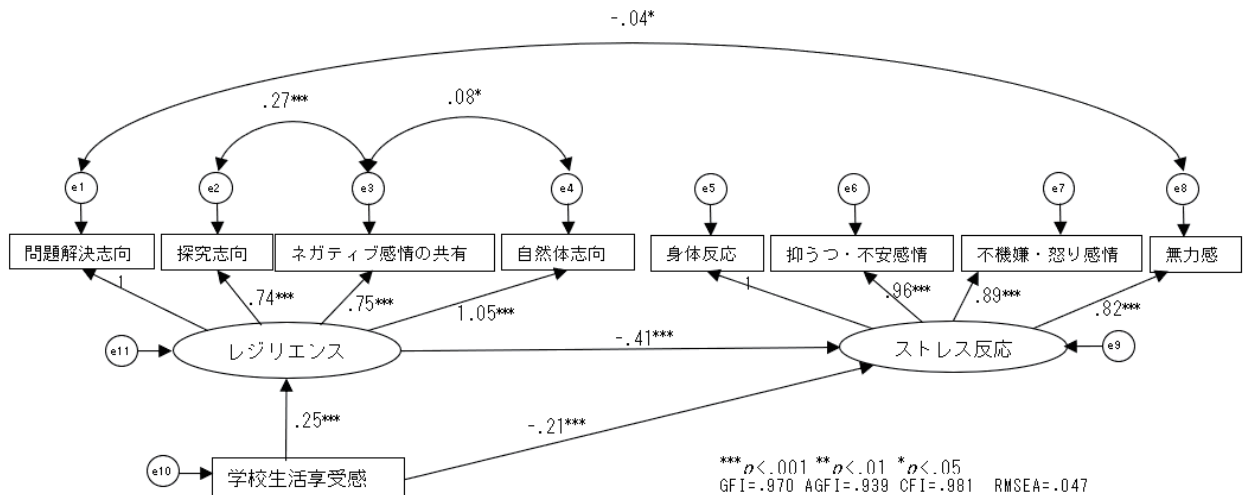 -.04*
.27***
.08*
e1
e2
e3
e4
e5
e6
e7
e8
問題解決志向
探究志向
ネガティブ感情の共有
自然体志向
身体反応
抑うつ・不安感情
不機嫌・怒り感情
無力感
1
.74***
.75***
1.05***
1
.96***
.89***
.82***
e11
レジリエンス
-.41***
ストレス反応
e9
.25***
-.21***
e10
学校生活享受感
***p<.001 **p<.01 *p<.05
GFI=.970 AGFI=.939 CFI=.981 RMSEA=.047